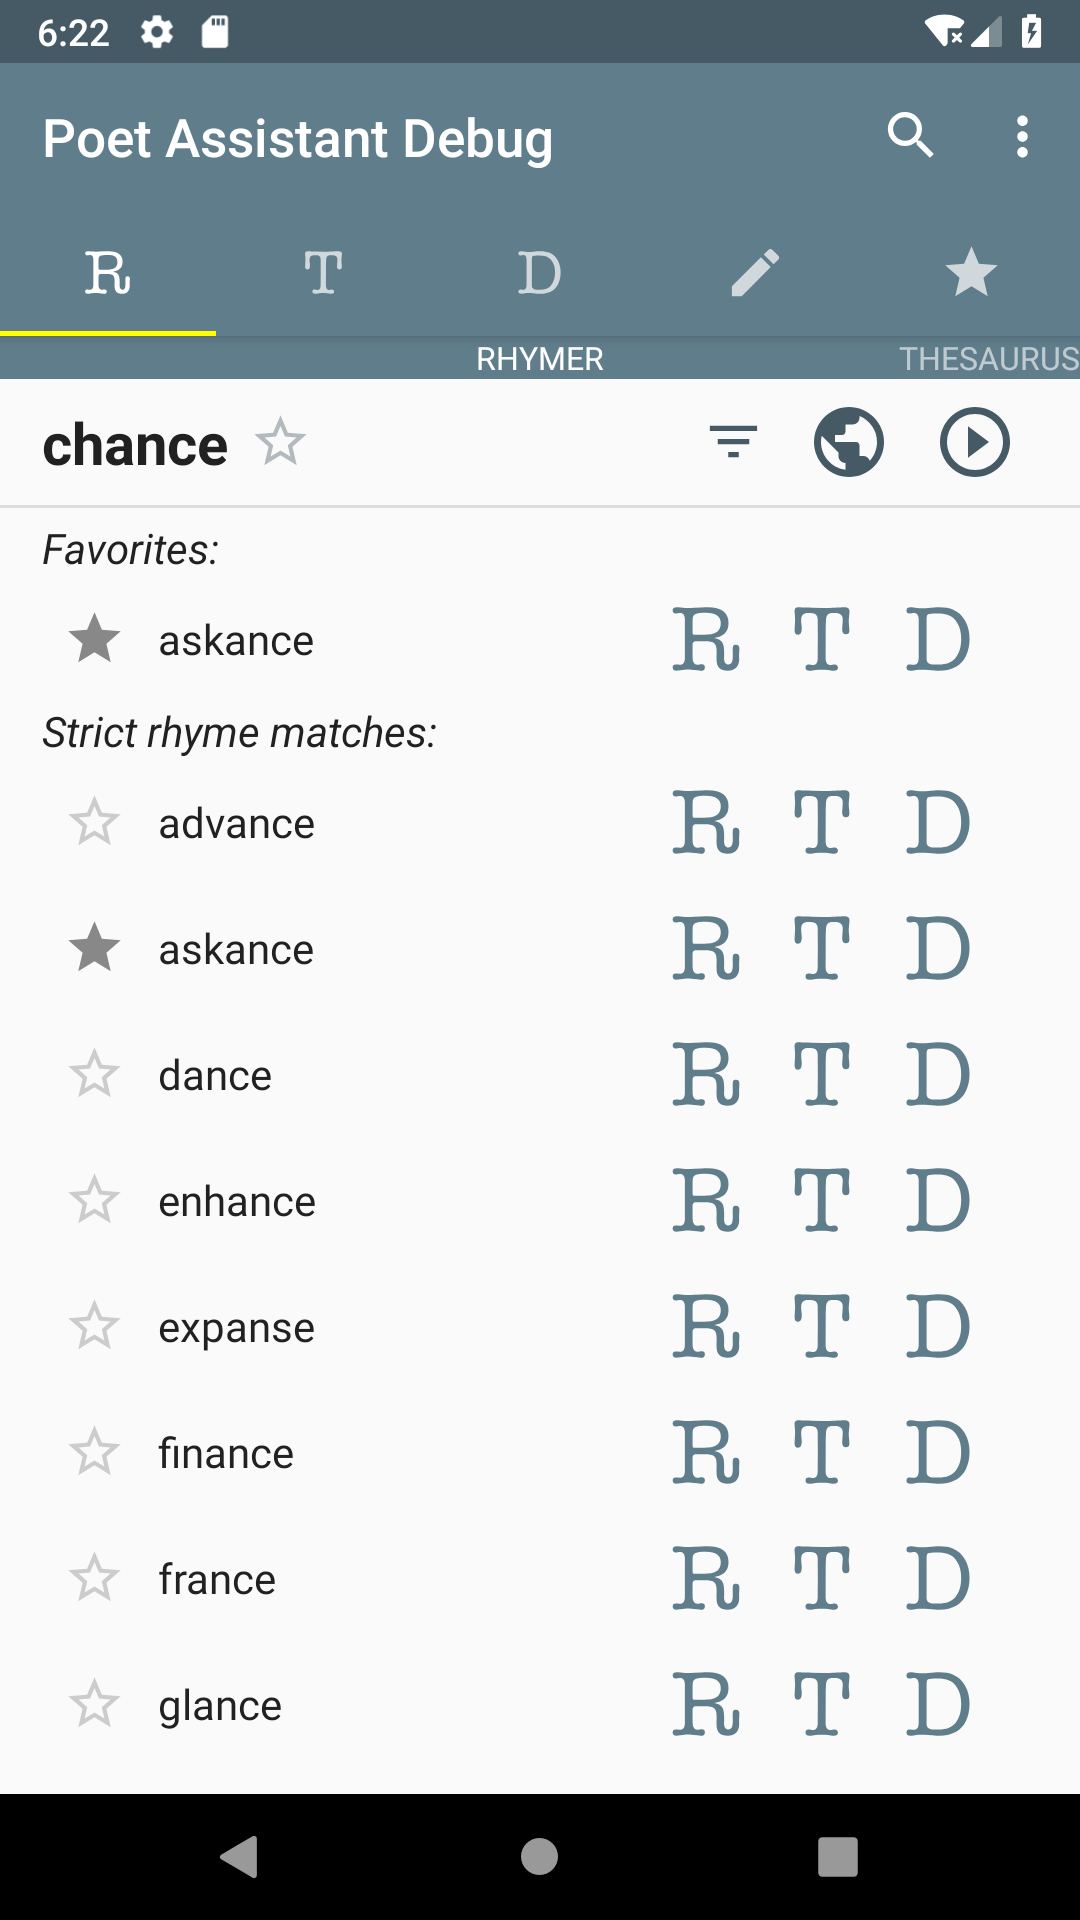 6:22
Poet Assistant Debug
R T D
RHYMER THESAURUS
chance
Favorites:
askance R T D
Strict rhyme matches:
advance R T D
askance R T D
dance R T D
enhance R T D
expanse R T D
finance R T D
france R T D
glance R T D